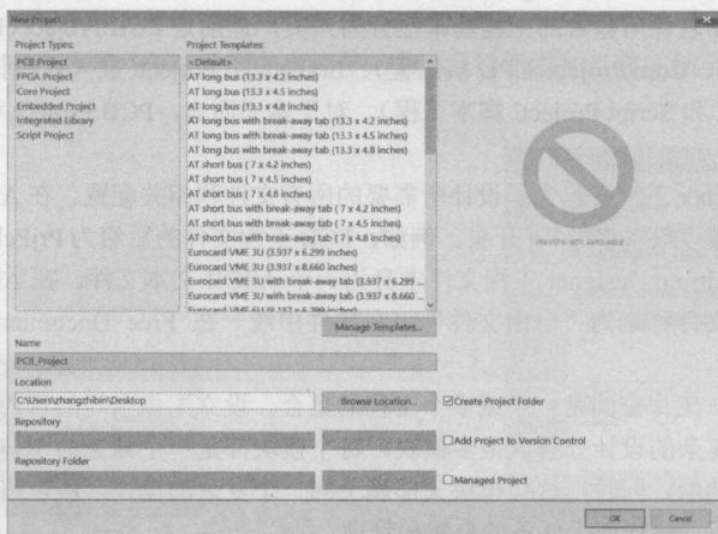 New Project
Project Types:
PCB Project
FPGA Project
Core Project
Embedded Project
Integrated Library
Script Project
Project Templates:
<Default>
AT long bus (13.3 x 4.2 inches)
AT long bus (13.3 x 4.5 inches)
AT long bus (13.3 x 4.8 inches)
AT long bus with break-away tab (13.3 x 4.2 inches)
AT long bus with break-away tab (13.3 x 4.5 inches)
AT long bus with break-away tab (13.3 x 4.8 inches)
AT short bus ( 7 x 4.2 inches)
AT short bus ( 7 x 4.5 inches)
AT short bus ( 7 x 4.8 inches)
AT short bus with break-away tab ( 7 x 4.2 inches)
AT short bus with break-away tab ( 7 x 4.5 inches)
AT short bus with break-away tab ( 7 x 4.8 inches)
Eurocard VME 3U (3.937 x 6.299 inches)
Eurocard VME 3U (3.937 x 8.660 inches)
Eurocard VME 3U with break-away tab (3.937 x 6.299 ...
Eurocard VME 3U with break-away tab (3.937 x 8.660 ...
PREVIEW NOT AVAILABLE
Manage Templates...
Name
PCB_Project
Location
C:\Users\zhangzhibin\Desktop
Browse Location...
Create Project Folder
Repository
Add Project to Version Control
Repository Folder
Managed Project
OK
Cancel